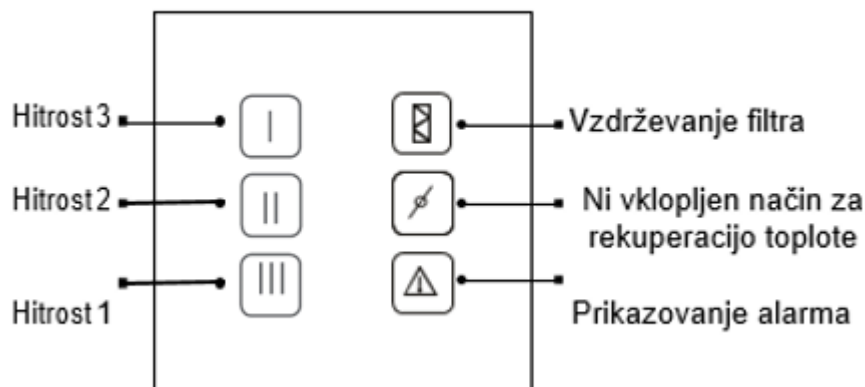 Hitrost 3
Vzdrževanje filtra
Hitrost 2
Ni vklopljen način za
rekuperacijo toplote
Hitrost 1
Prikazovanje alarma